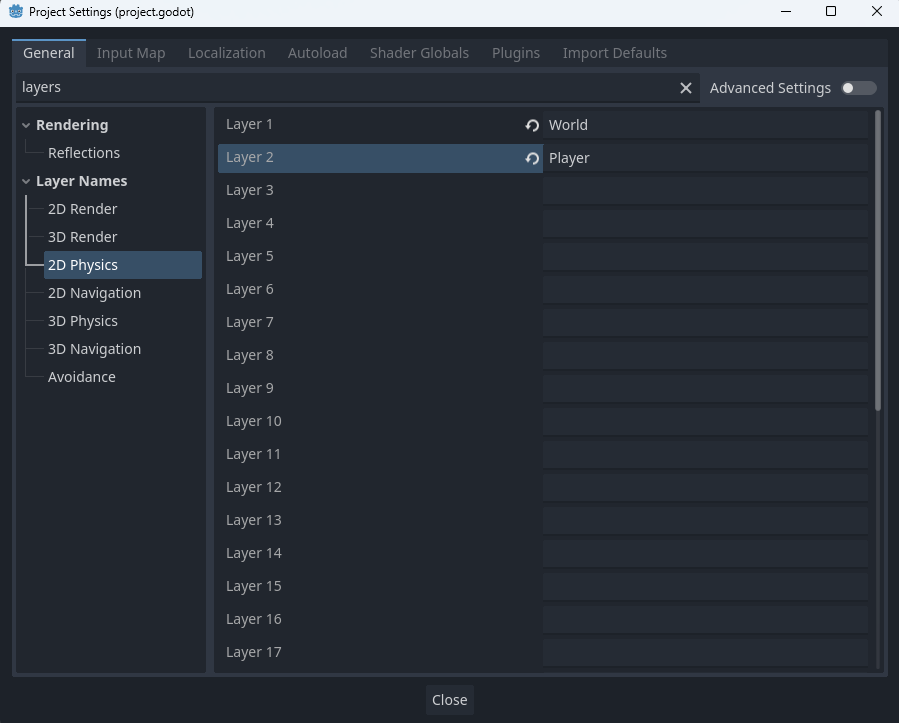 Project Settings (project.godot)
General Input Map Localization Autoload Shader Globals Plugins Import Defaults
layers Advanced Settings
Rendering
Reflections
Layer Names
2D Render
3D Render
2D Physics
2D Navigation
3D Physics
3D Navigation
Avoidance
Layer 1 World
Layer 2 Player
Layer 3
Layer 4
Layer 5
Layer 6
Layer 7
Layer 8
Layer 9
Layer 10
Layer 11
Layer 12
Layer 13
Layer 14
Layer 15
Layer 16
Layer 17
Close